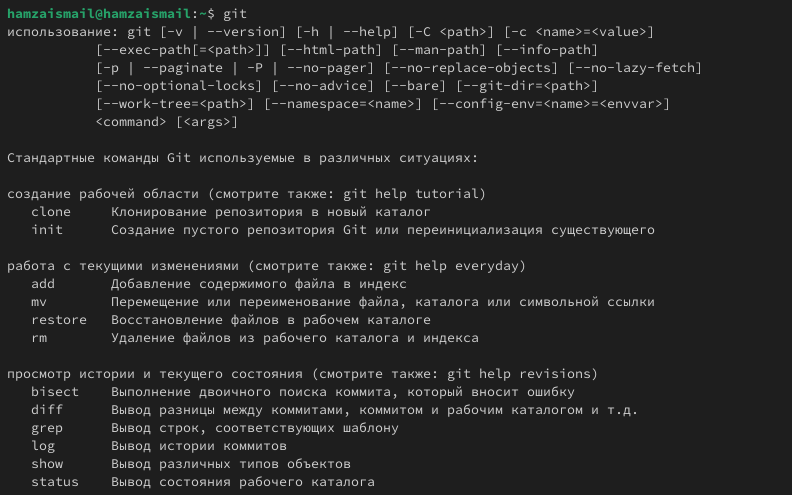 hamzaismail@hamzaismail:~$ git
использование: git [-v | --version] [-h | --help] [-C <path>] [-c <name>=<value>]
[--exec-path[=<path>]] [--html-path] [--man-path] [--info-path]
[-p | --paginate | -P | --no-pager] [--no-replace-objects] [--no-lazy-fetch]
[--no-optional-locks] [--no-advice] [--bare] [--git-dir=<path>]
[--work-tree=<path>] [--namespace=<name>] [--config-env=<name>=<envvar>]
<command> [<args>]
Стандартные команды Git используемые в различных ситуациях:
создание рабочей области (смотрите также: git help tutorial)
clone Клонирование репозитория в новый каталог
init Создание пустого репозитория Git или переинициализация существующего
работа с текущими изменениями (смотрите также: git help everyday)
add Добавление содержимого файла в индекс
mv Перемещение или переименование файла, каталога или символьной ссылки
restore Восстановление файлов в рабочем каталоге
rm Удаление файлов из рабочего каталога и индекса
просмотр истории и текущего состояния (смотрите также: git help revisions)
bisect Выполнение двоичного поиска коммита, который вносит ошибку
diff Вывод разницы между коммитами, коммитом и рабочим каталогом и т.д.
grep Вывод строк, соответствующих шаблону
log Вывод истории коммитов
show Вывод различных типов объектов
status Вывод состояния рабочего каталога